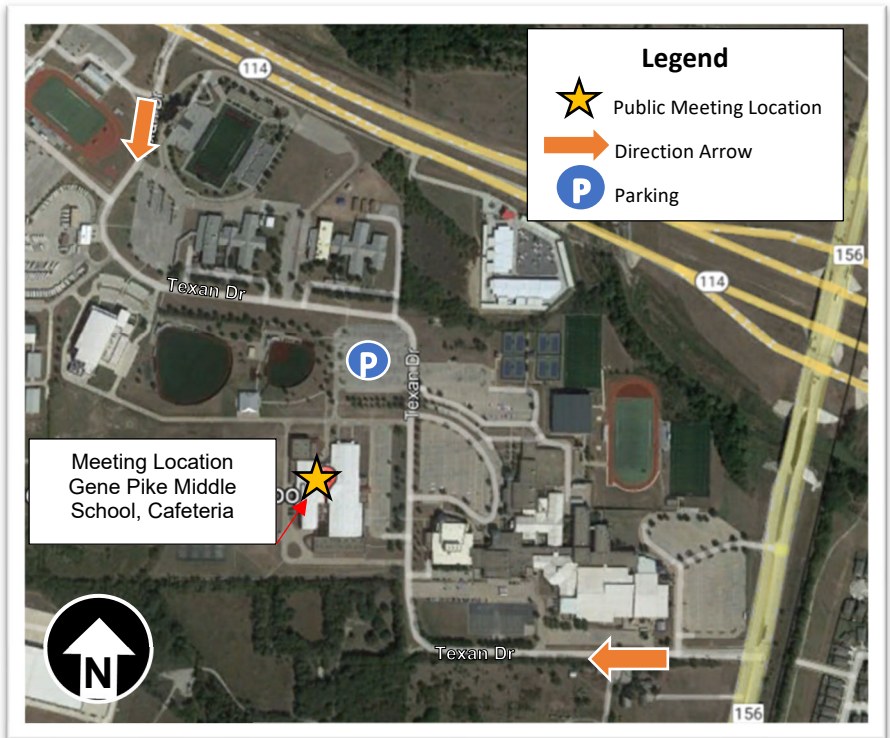 Legend
Public Meeting Location
Direction Arrow
P
Parking
114
Dr
156
114
Texan Dr
P
Texan Dr
Meeting Location
Gene Pike Middle
School, Cafeteria
N
Texan Dr
156